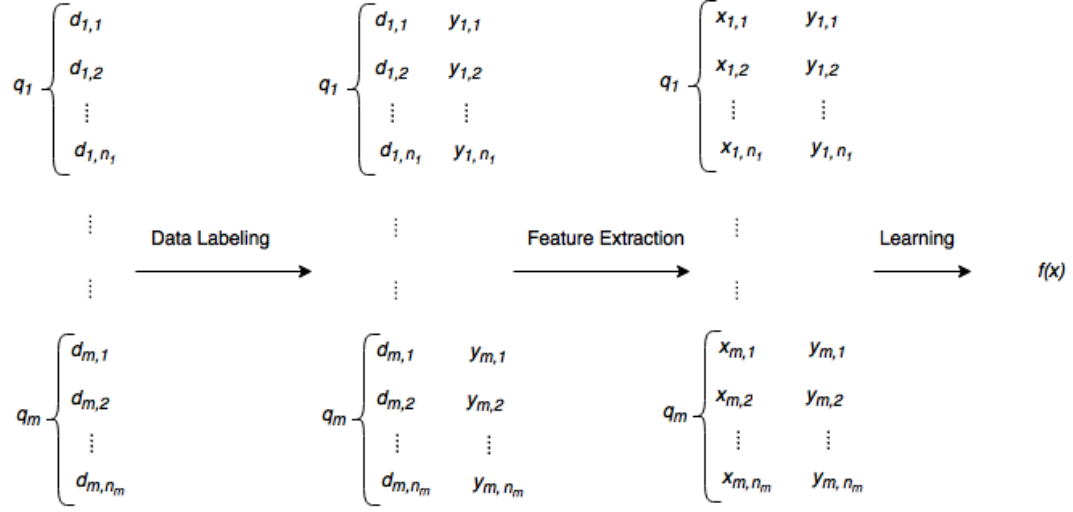 d1,1 d1,1 y1,1 x1,1 y1,1
d1,2 d1,2 y1,2 x1,2 y1,2
q1 q1 q1
d1,n1 d1,n1 y1,n1 x1,n1 y1,n1
Data Labeling Feature Extraction Learning
f(x)
dm,1 dm,1 ym,1 xm,1 ym,1
dm,2 dm,2 ym,2 xm,2 ym,2
qm qm qm
dm,nm dm,nm ym,nm xm,nm ym,nm